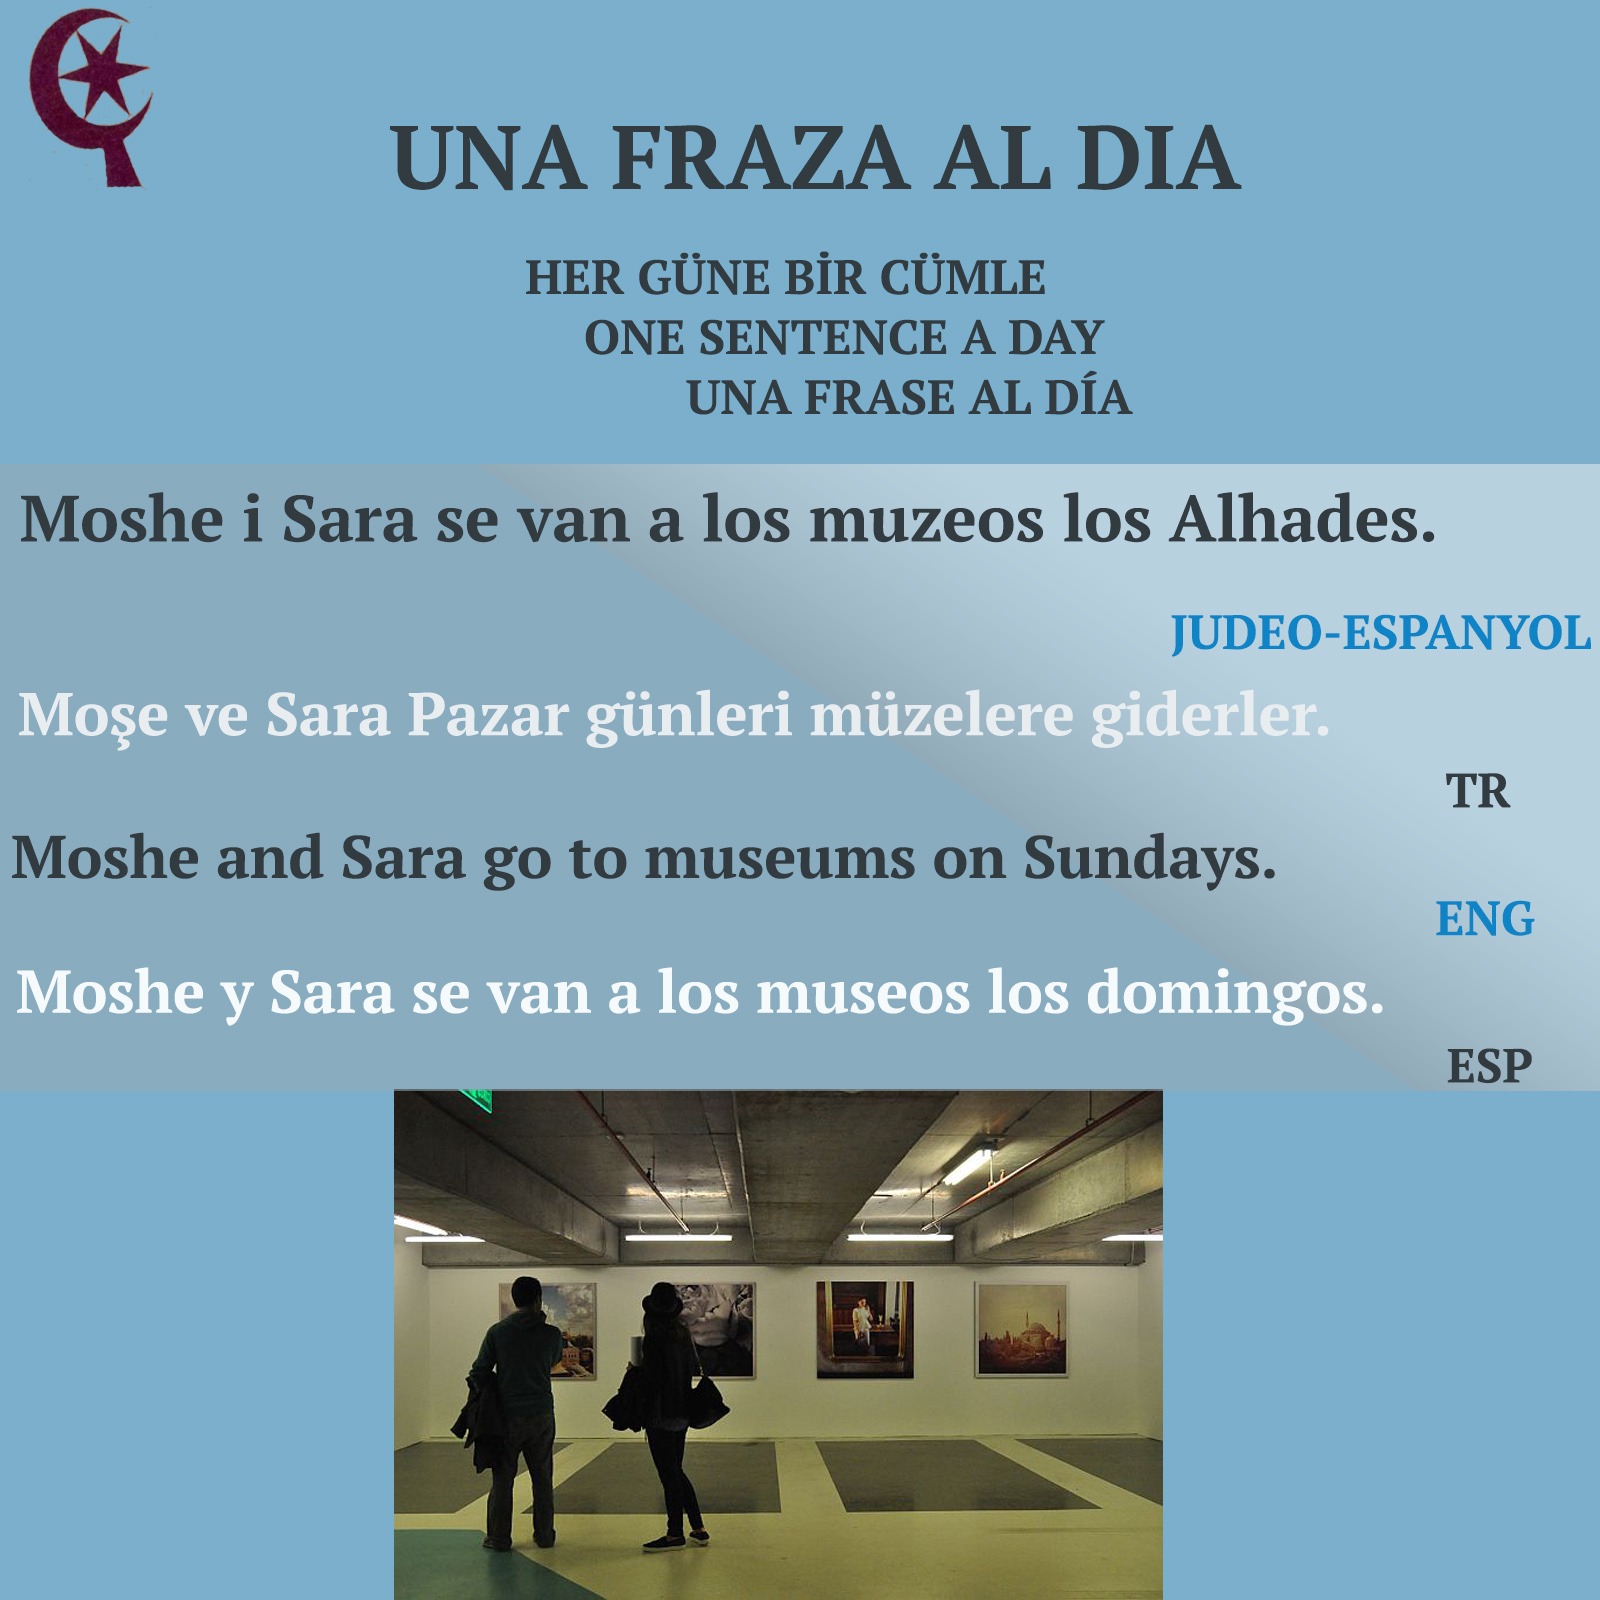 UNA FRAZA AL DIA
HER GÜNE BİR CÜMLE
ONE SENTENCE A DAY
UNA FRASE AL DÍA
Moshe i Sara se van a los muzeos los Alhades.
JUDEO-ESPANYOL
Moşe ve Sara Pazar günleri müzelere giderler.
TR
Moshe and Sara go to museums on Sundays.
ENG
Moshe y Sara se van a los museos los domingos.
ESP